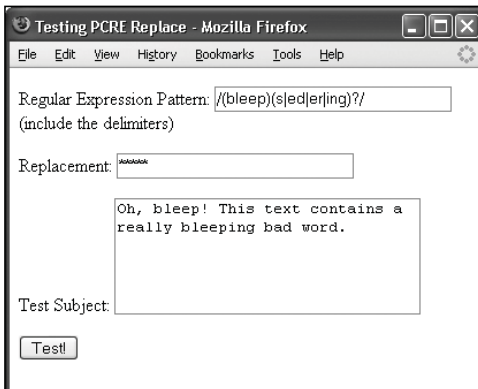 Testing PCRE Replace - Mozilla Firefox
File Edit View History Bookmarks Tools Help
Regular Expression Pattern: /(bleep)(s|ed|er|ing)?/
(include the delimiters)
Replacement: *****
Oh, bleep! This text contains a
really bleeping bad word.
Test Subject:
Test!